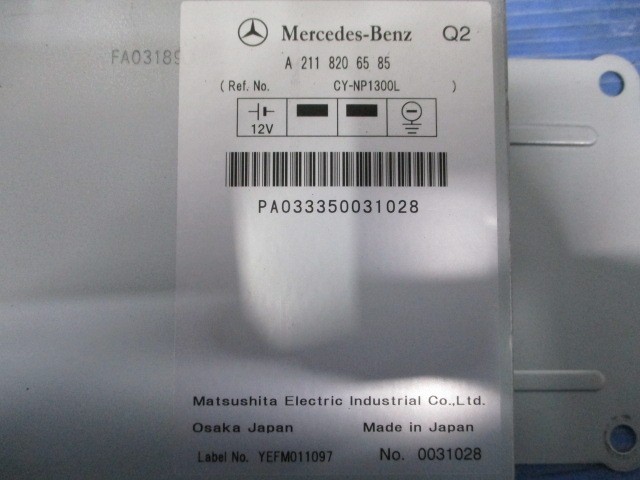 Mercedes-Benz Q2
FA03189
A 211 820 65 85
(Ref. No. CY-NP1300L )
12V
PA033350031028
Matsushita Electric Industrial Co.,Ltd.
Osaka Japan Made in Japan
Label No. YEFM011097 No. 0031028